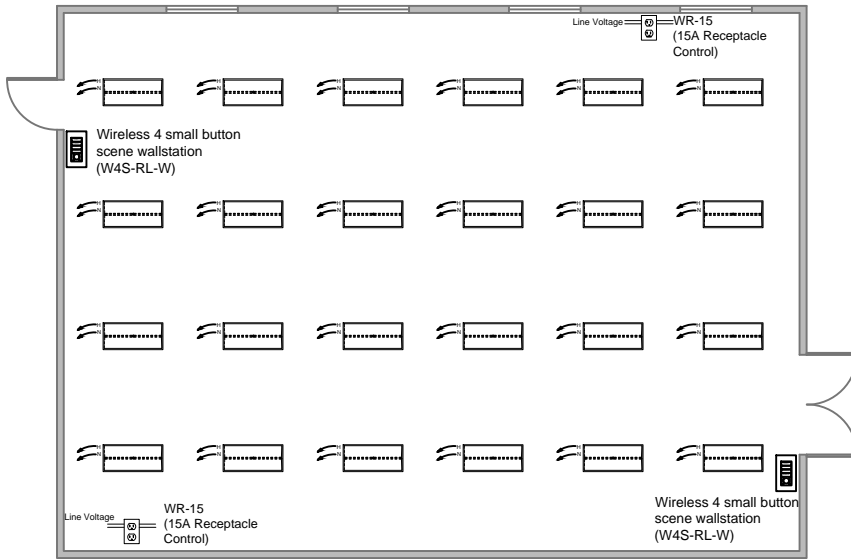 Line Voltage
WR-15
(15A Receptacle
Control)
H
N
H
N
H
N
H
N
H
N
H
N
Wireless 4 small button
scene wallstation
(W4S-RL-W)
H
N
H
N
H
N
H
N
H
N
H
N
H
N
H
N
H
N
H
N
H
N
H
N
H
N
H
N
H
N
H
N
H
N
H
N
Line Voltage
WR-15
(15A Receptacle
Control)
Wireless 4 small button
scene wallstation
(W4S-RL-W)